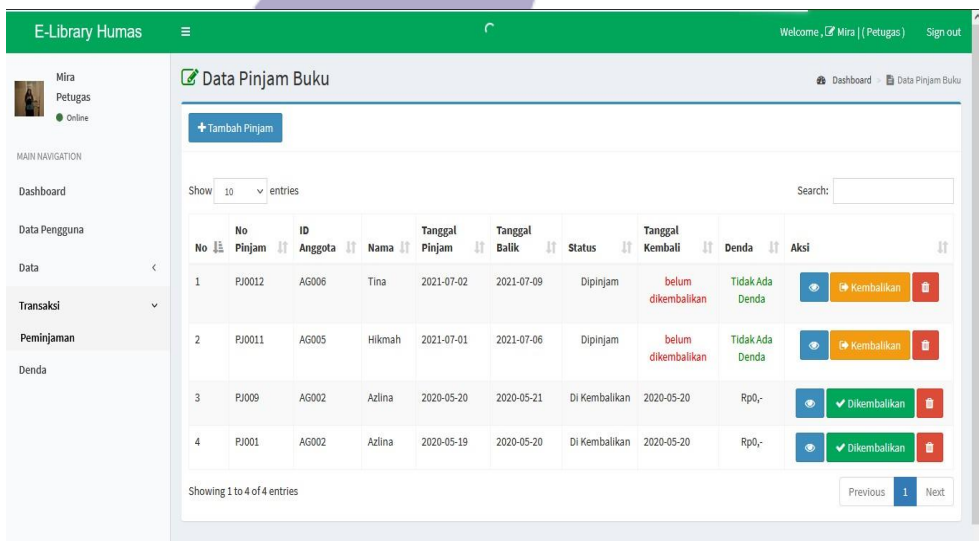 E-Library Humas
Welcome , Mira | ( Petugas ) Sign out
Mira
Petugas
Online
MAIN NAVIGATION
Dashboard
Data Pengguna
Data
Transaksi
Peminjaman
Denda
Data Pinjam Buku
Dashboard > Data Pinjam Buku
Tambah Pinjam
Show 10 entries Search:
No No Pinjam ID Anggota Nama Tanggal Pinjam Tanggal Balik Status Tanggal Kembali Denda Aksi
1 PJ0012 AG006 Tina 2021-07-02 2021-07-09 Dipinjam belum dikembalikan Tidak Ada Denda Kembalikan
2 PJ0011 AG005 Hikmah 2021-07-01 2021-07-06 Dipinjam belum dikembalikan Tidak Ada Denda Kembalikan
3 PJ009 AG002 Azlina 2020-05-20 2020-05-21 Di Kembalikan 2020-05-20 Rp0,- Dikembalikan
4 PJ001 AG002 Azlina 2020-05-19 2020-05-20 Di Kembalikan 2020-05-20 Rp0,- Dikembalikan
Showing 1 to 4 of 4 entries Previous 1 Next